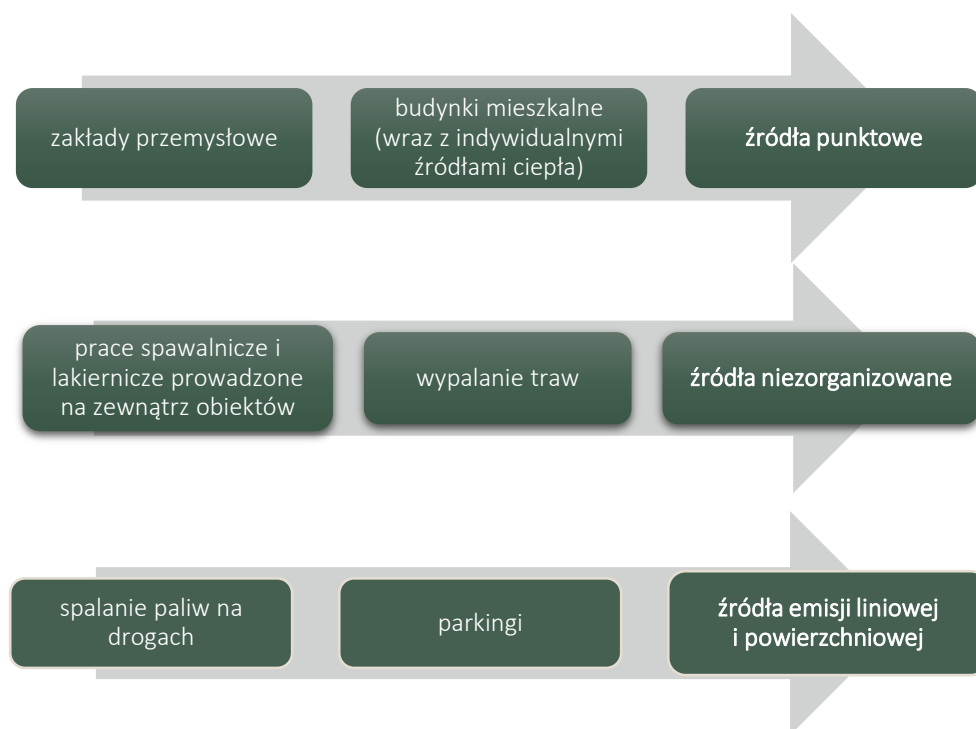 zakłady przemysłowe
budynki mieszkalne
(wraz z indywidualnymi
źródłami ciepła)
źródła punktowe
prace spawalnicze i
lakiernicze prowadzone
na zewnątrz obiektów
wypalanie traw
źródła niezorganizowane
spalanie paliw na
drogach
parkingi
źródła emisji liniowej
i powierzchniowej